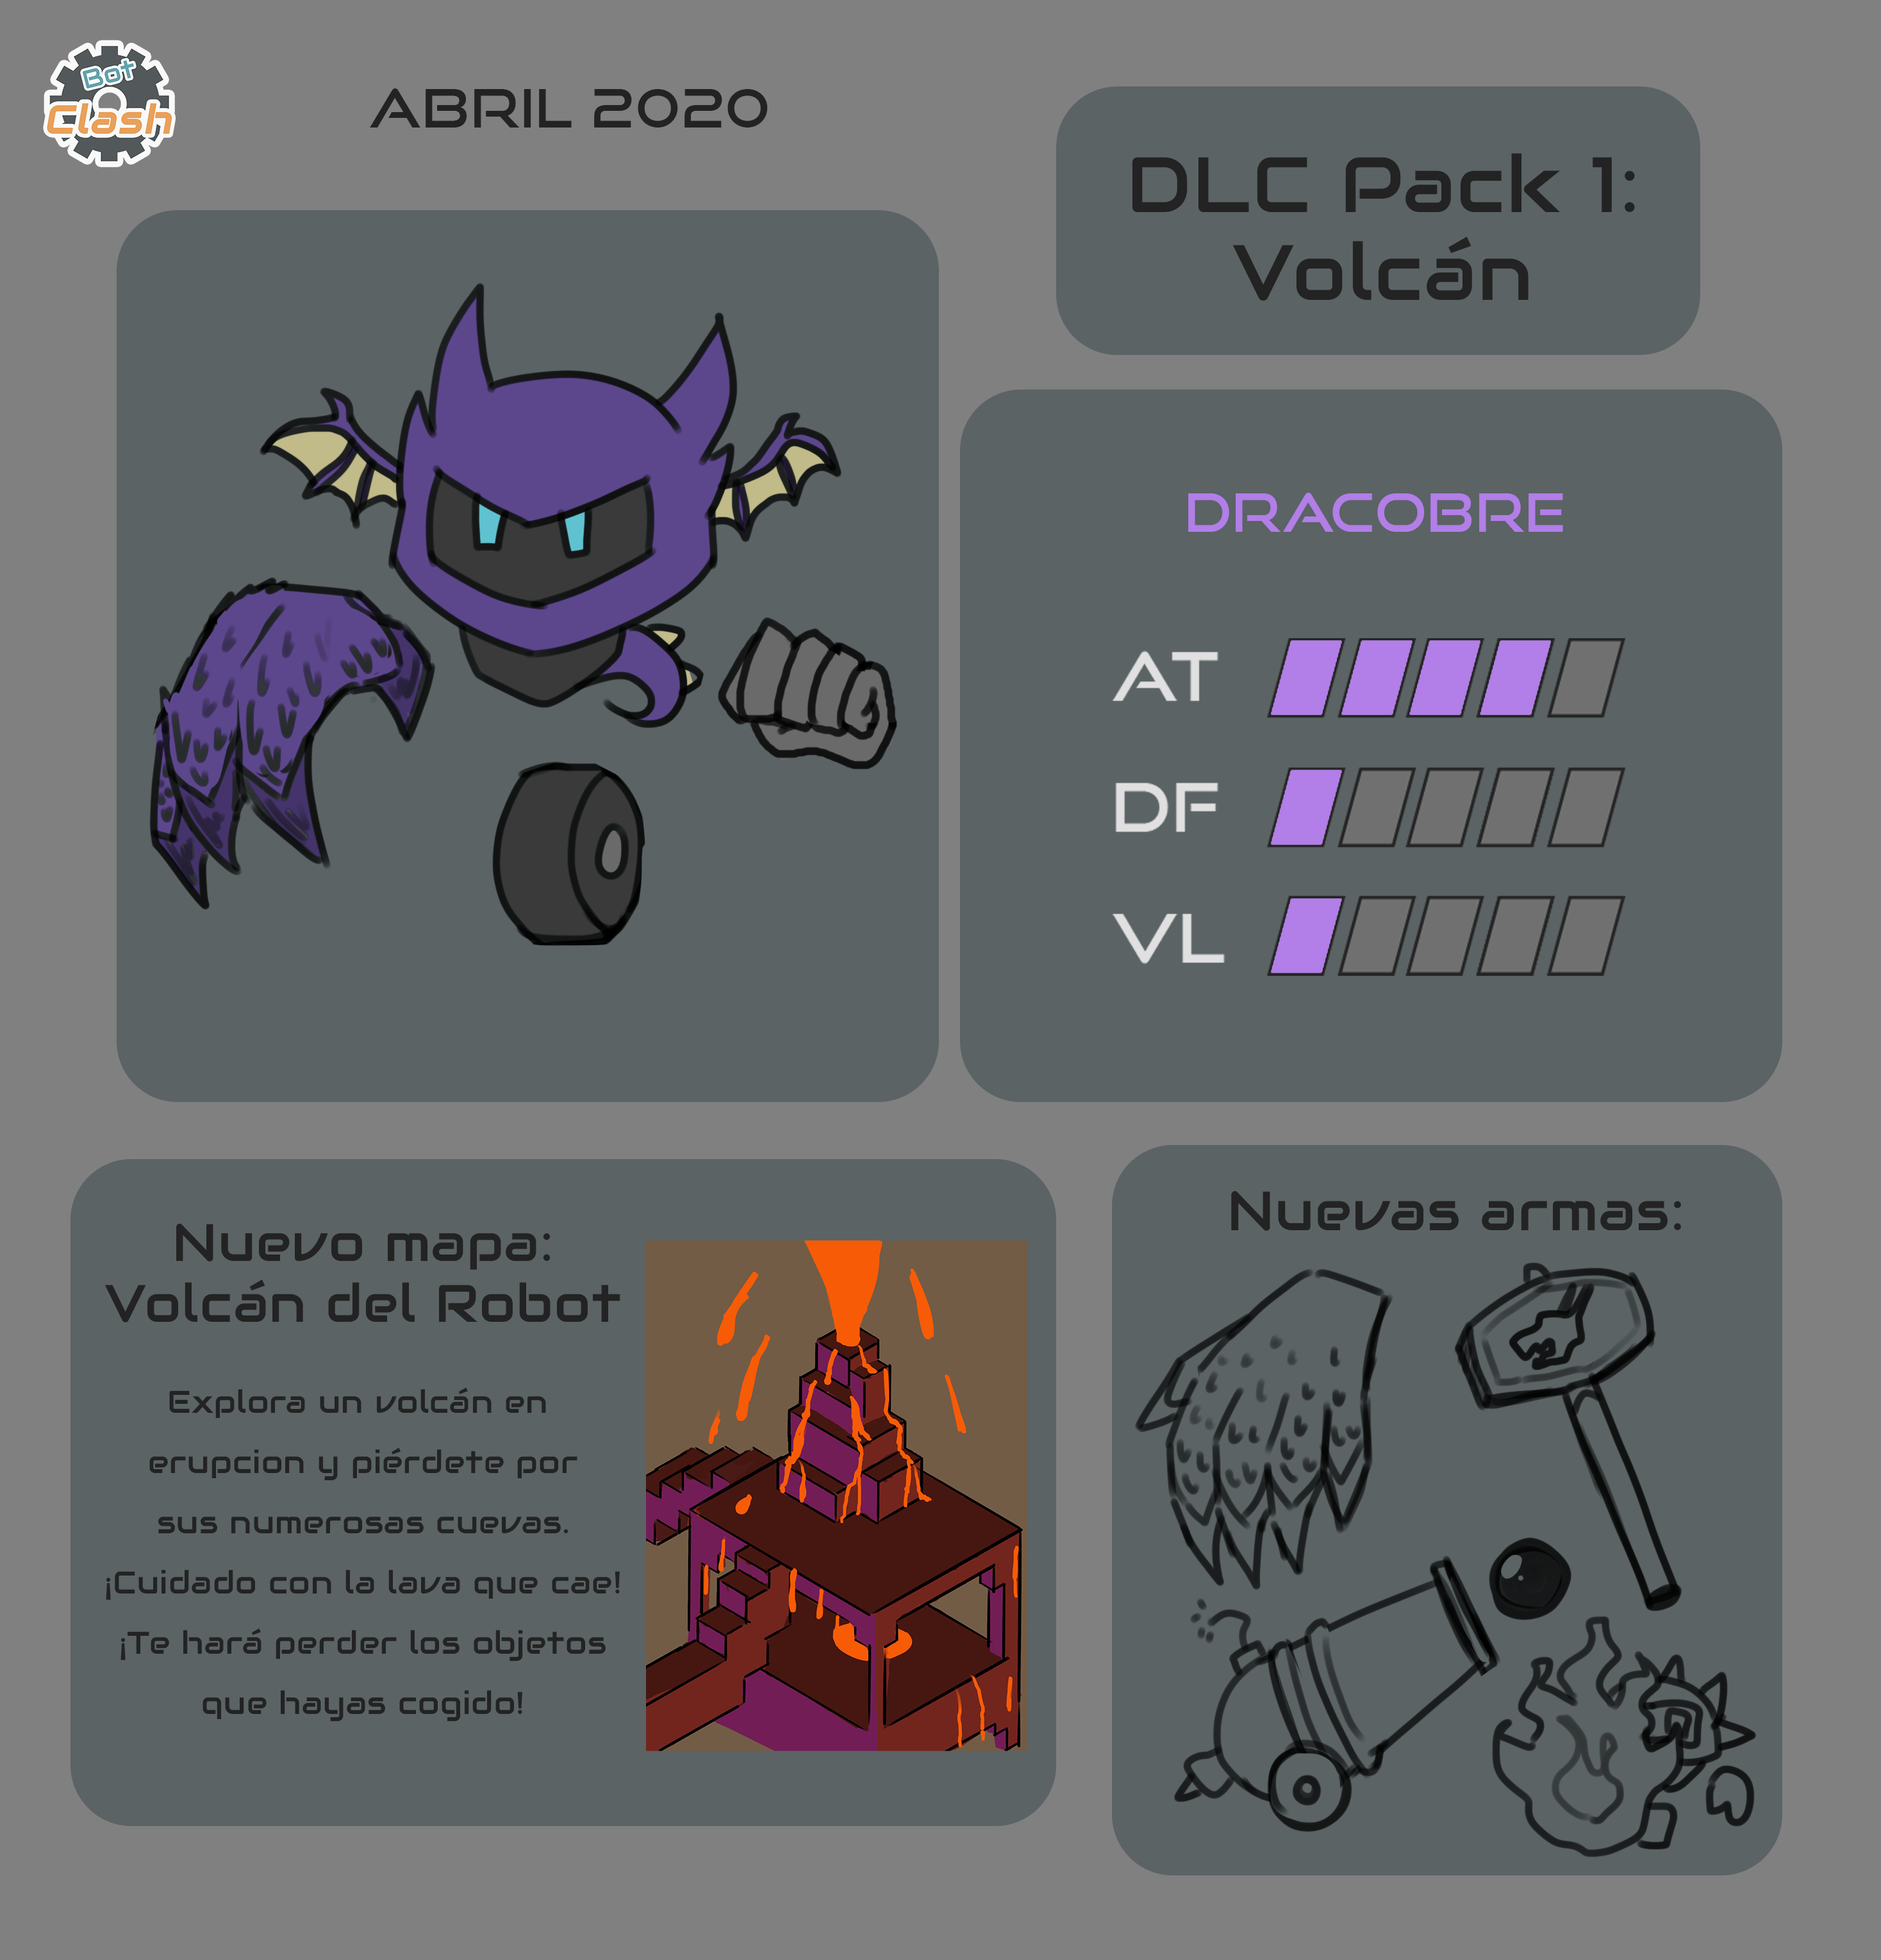 Bot
Clash
ABRIL 2020
DLC Pack 1:
Volcán
DRACOBRE
AT
DF
VL
Nuevo mapa:
Volcán del Robot
Explora un volcán en
erupcion y piérdete por
sus numerosas cuevas.
¡Cuidado con la lava que cae!
¡Te hará perder los objetos
que hayas cogido!
Nuevas armas: